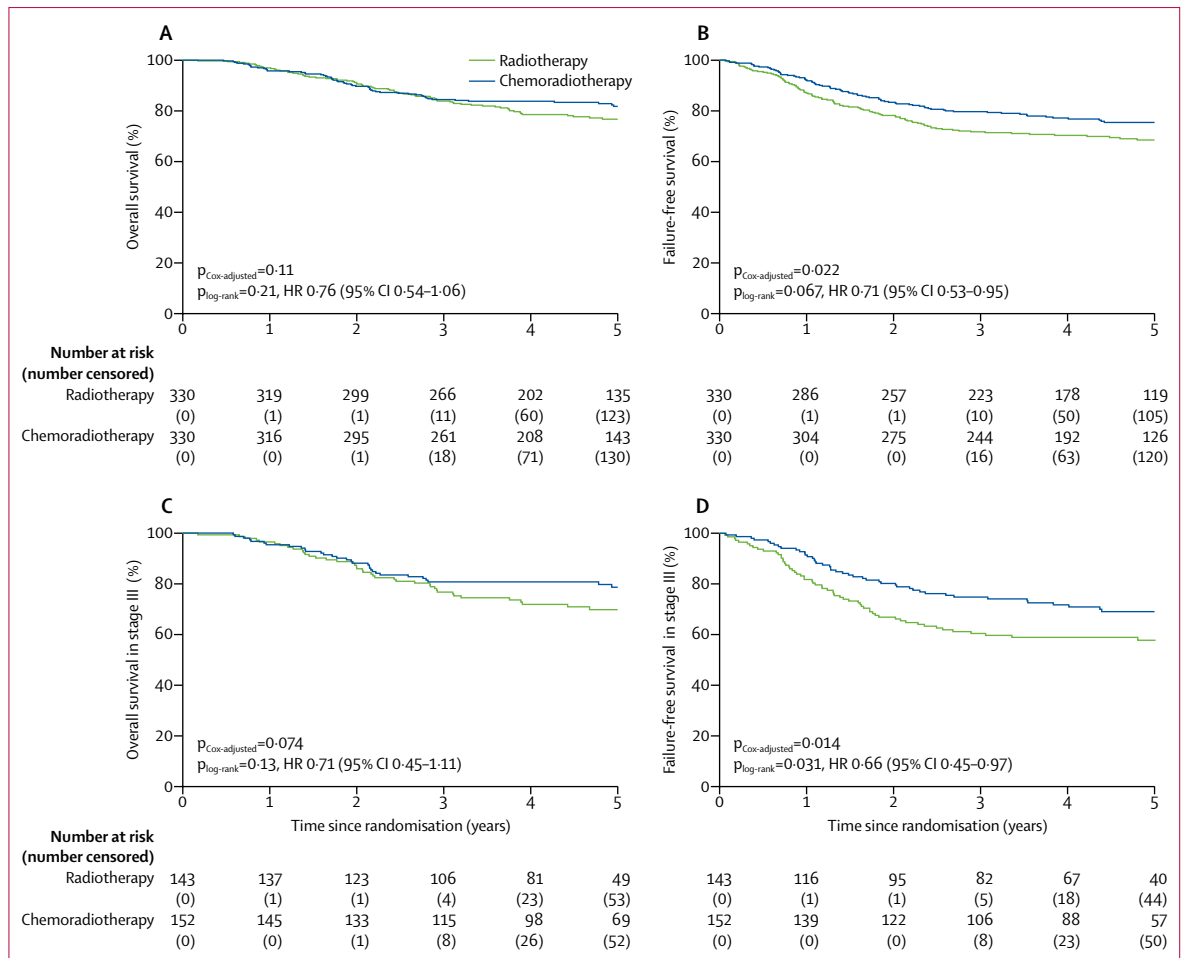 A
B
Radiotherapy
Chemoradiotherapy
Overall survival (%)
100
80
60
40
20
0
p Cox-adjusted=0·11
p log-rank=0·21, HR 0·76 (95% CI 0·54–1·06)
0 1 2 3 4 5
Failure-free survival (%)
100
80
60
40
20
0
p Cox-adjusted=0·022
p log-rank=0·067, HR 0·71 (95% CI 0·53–0·95)
0 1 2 3 4 5
Number at risk
(number censored)
Radiotherapy 330 319 299 266 202 135 330 286 257 223 178 119
(0) (1) (1) (11) (60) (123) (0) (1) (1) (10) (50) (105)
Chemoradiotherapy 330 316 295 261 208 143 330 304 275 244 192 126
(0) (0) (1) (18) (71) (130) (0) (0) (0) (16) (63) (120)
C
D
Overall survival in stage III (%)
100
80
60
40
20
0
p Cox-adjusted=0·074
p log-rank=0·13, HR 0·71 (95% CI 0·45–1·11)
0 1 2 3 4 5
Time since randomisation (years)
Failure-free survival in stage III (%)
100
80
60
40
20
0
p Cox-adjusted=0·014
p log-rank=0·031, HR 0·66 (95% CI 0·45–0·97)
0 1 2 3 4 5
Time since randomisation (years)
Number at risk
(number censored)
Radiotherapy 143 137 123 106 81 49 143 116 95 82 67 40
(0) (1) (1) (4) (23) (53) (0) (1) (1) (5) (18) (44)
Chemoradiotherapy 152 145 133 115 98 69 152 139 122 106 88 57
(0) (0) (1) (8) (26) (52) (0) (0) (0) (8) (23) (50)